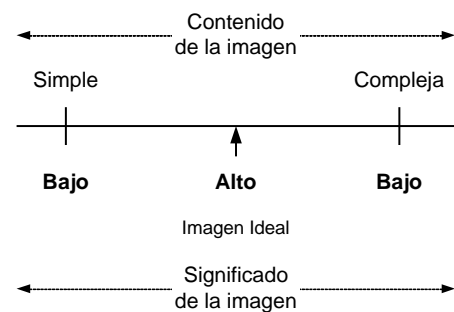 Contenido
de la imagen
Simple Compleja
Bajo Alto Bajo
Imagen Ideal
Significado
de la imagen